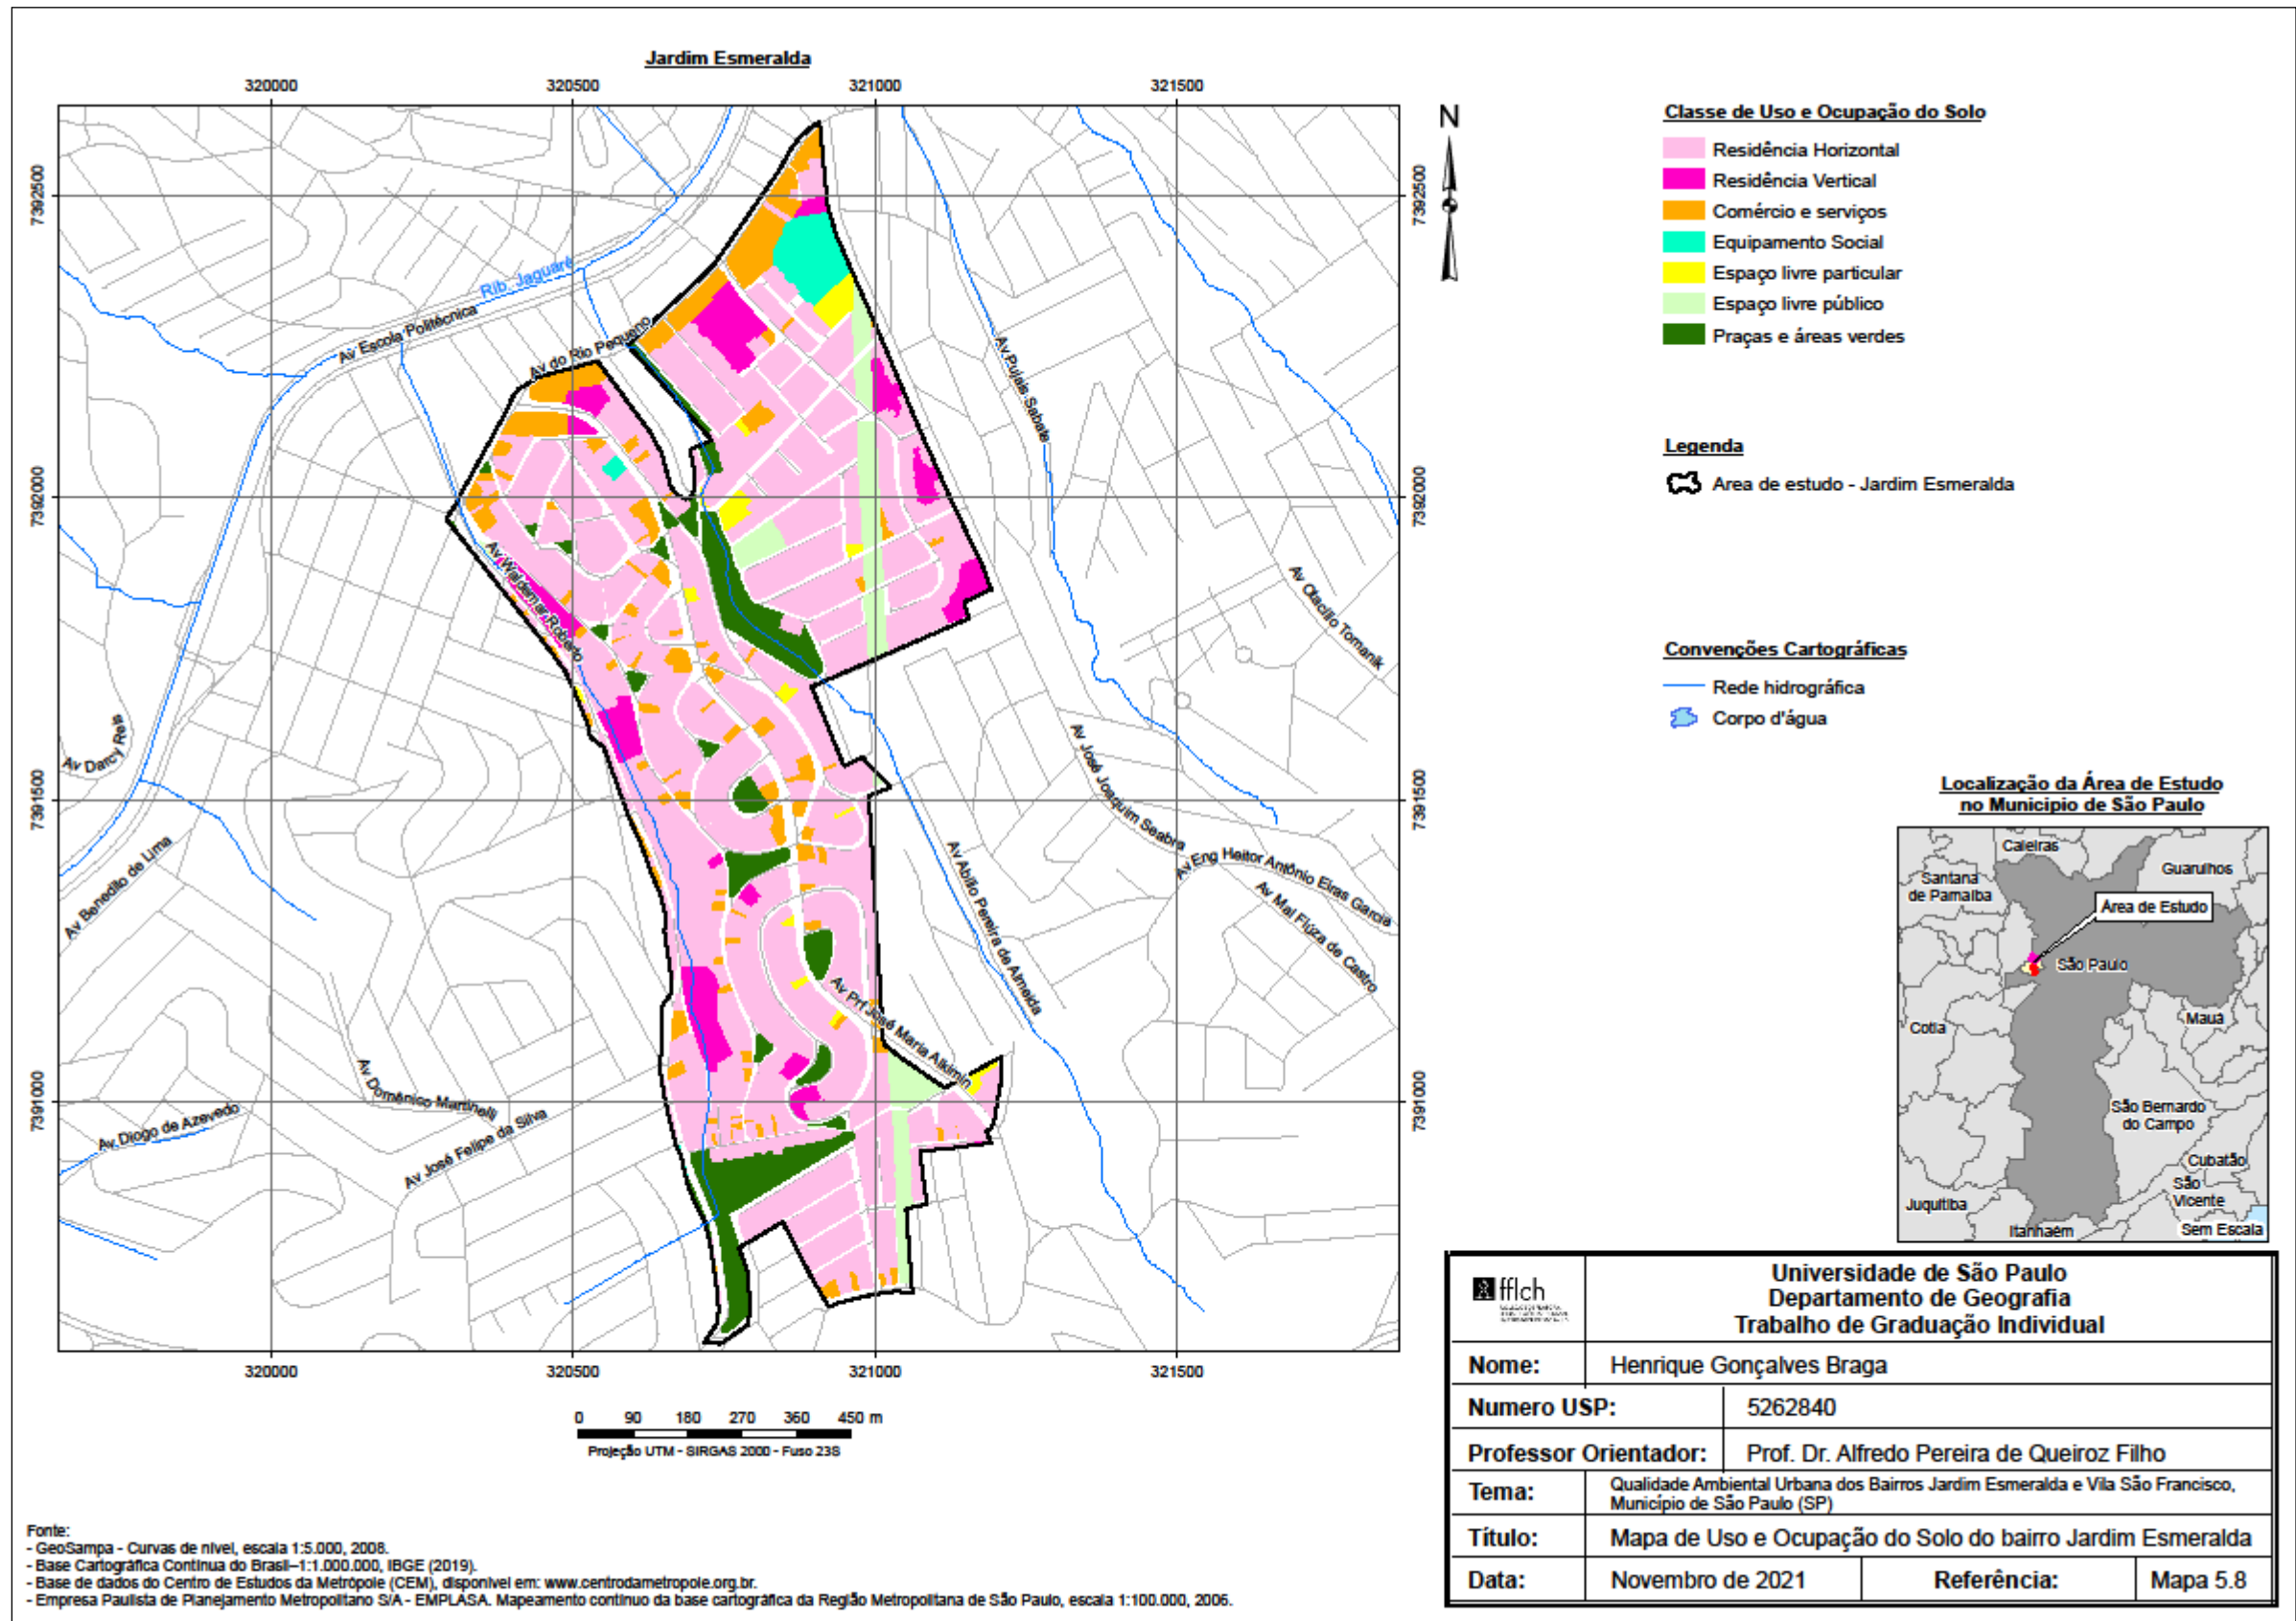 Jardim Esmeralda
320000
320500
321000
321500
7392500
7392500
7392000
7392000
7391500
7391500
7391000
7391000
Rib. Jaguaré
Av Escola Politécnica
Av do Rio Pequeno
Av Pujais Sabate
Av Waldemar Roberto
Av Otacílio Tomanik
Av Darcy Reis
Av José Joaquim Seabra
Av Eng Heitor Antônio Eiras Garcia
Av Mal Fiúza de Castro
Av Benedito de Lima
Av Abião Pereira de Almeida
Av Prf José Maria Alkimin
Av Doménico Martinelli
Av Diogo de Azevedo
Av José Felipe da Silva
320000
320500
321000
321500
0 90 180 270 360 450 m
Projeção UTM - SIRGAS 2000 - Fuso 23S
N
Classe de Uso e Ocupação do Solo
Residência Horizontal
Residência Vertical
Comércio e serviços
Equipamento Social
Espaço livre particular
Espaço livre público
Praças e áreas verdes
Legenda
Area de estudo - Jardim Esmeralda
Convenções Cartográficas
Rede hidrográfica
Corpo d'água
Localização da Área de Estudo
no Municipio de São Paulo
Caieiras
Guarulhos
Santana
de Parnaíba
Área de Estudo
São Paulo
Cotia
Mauá
São Bernardo
do Campo
Cubatão
São
Vicente
Juquitiba
Itanhaém
Sem Escala
fflch
Universidade de São Paulo
Departamento de Geografia
Trabalho de Graduação Individual
Nome: Henrique Gonçalves Braga
Numero USP: 5262840
Professor Orientador: Prof. Dr. Alfredo Pereira de Queiroz Filho
Tema: Qualidade Ambiental Urbana dos Bairros Jardim Esmeralda e Vila São Francisco,
Município de São Paulo (SP)
Título: Mapa de Uso e Ocupação do Solo do bairro Jardim Esmeralda
Data: Novembro de 2021 Referência: Mapa 5.8
Fonte:
- GeoSampa - Curvas de nível, escala 1:5.000, 2008.
- Base Cartográfica Contínua do Brasil–1:1.000.000, IBGE (2019).
- Base de dados do Centro de Estudos da Metrópole (CEM), disponível em: www.centrodametropole.org.br.
- Empresa Paulista de Planejamento Metropolitano S/A - EMPLASA. Mapeamento contínuo da base cartográfica da Região Metropolitana de São Paulo, escala 1:100.000, 2006.